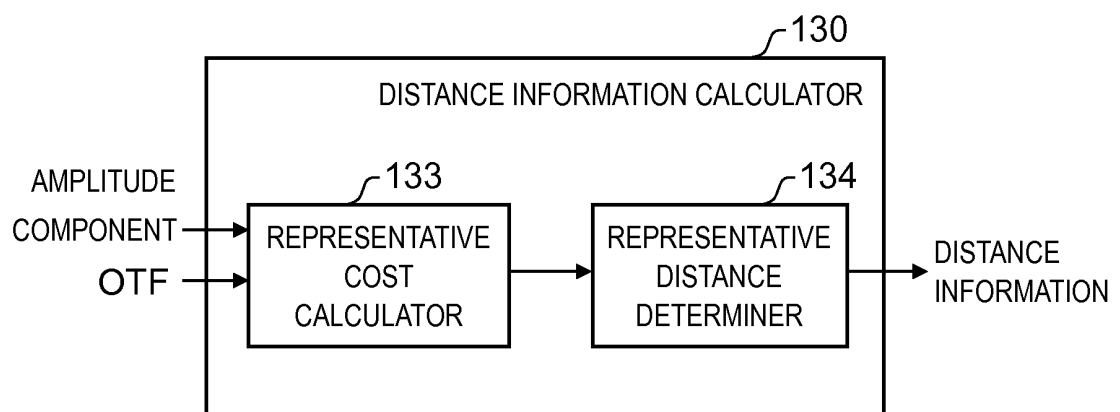 130
DISTANCE INFORMATION CALCULATOR
AMPLITUDE
COMPONENT
OTF
133
REPRESENTATIVE
COST
CALCULATOR
134
REPRESENTATIVE
DISTANCE
DETERMINER
DISTANCE
INFORMATION